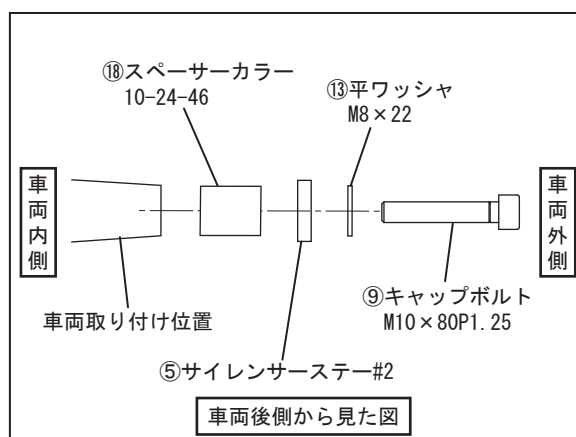 ⑱スペーサーカラー
10-24-46
⑬平ワッシャ
M8×22
車両内側
車両外側
車両取り付け位置
⑨キャップボルト
M10×80P1.25
⑤サイレンサーステー#2
車両後側から見た図